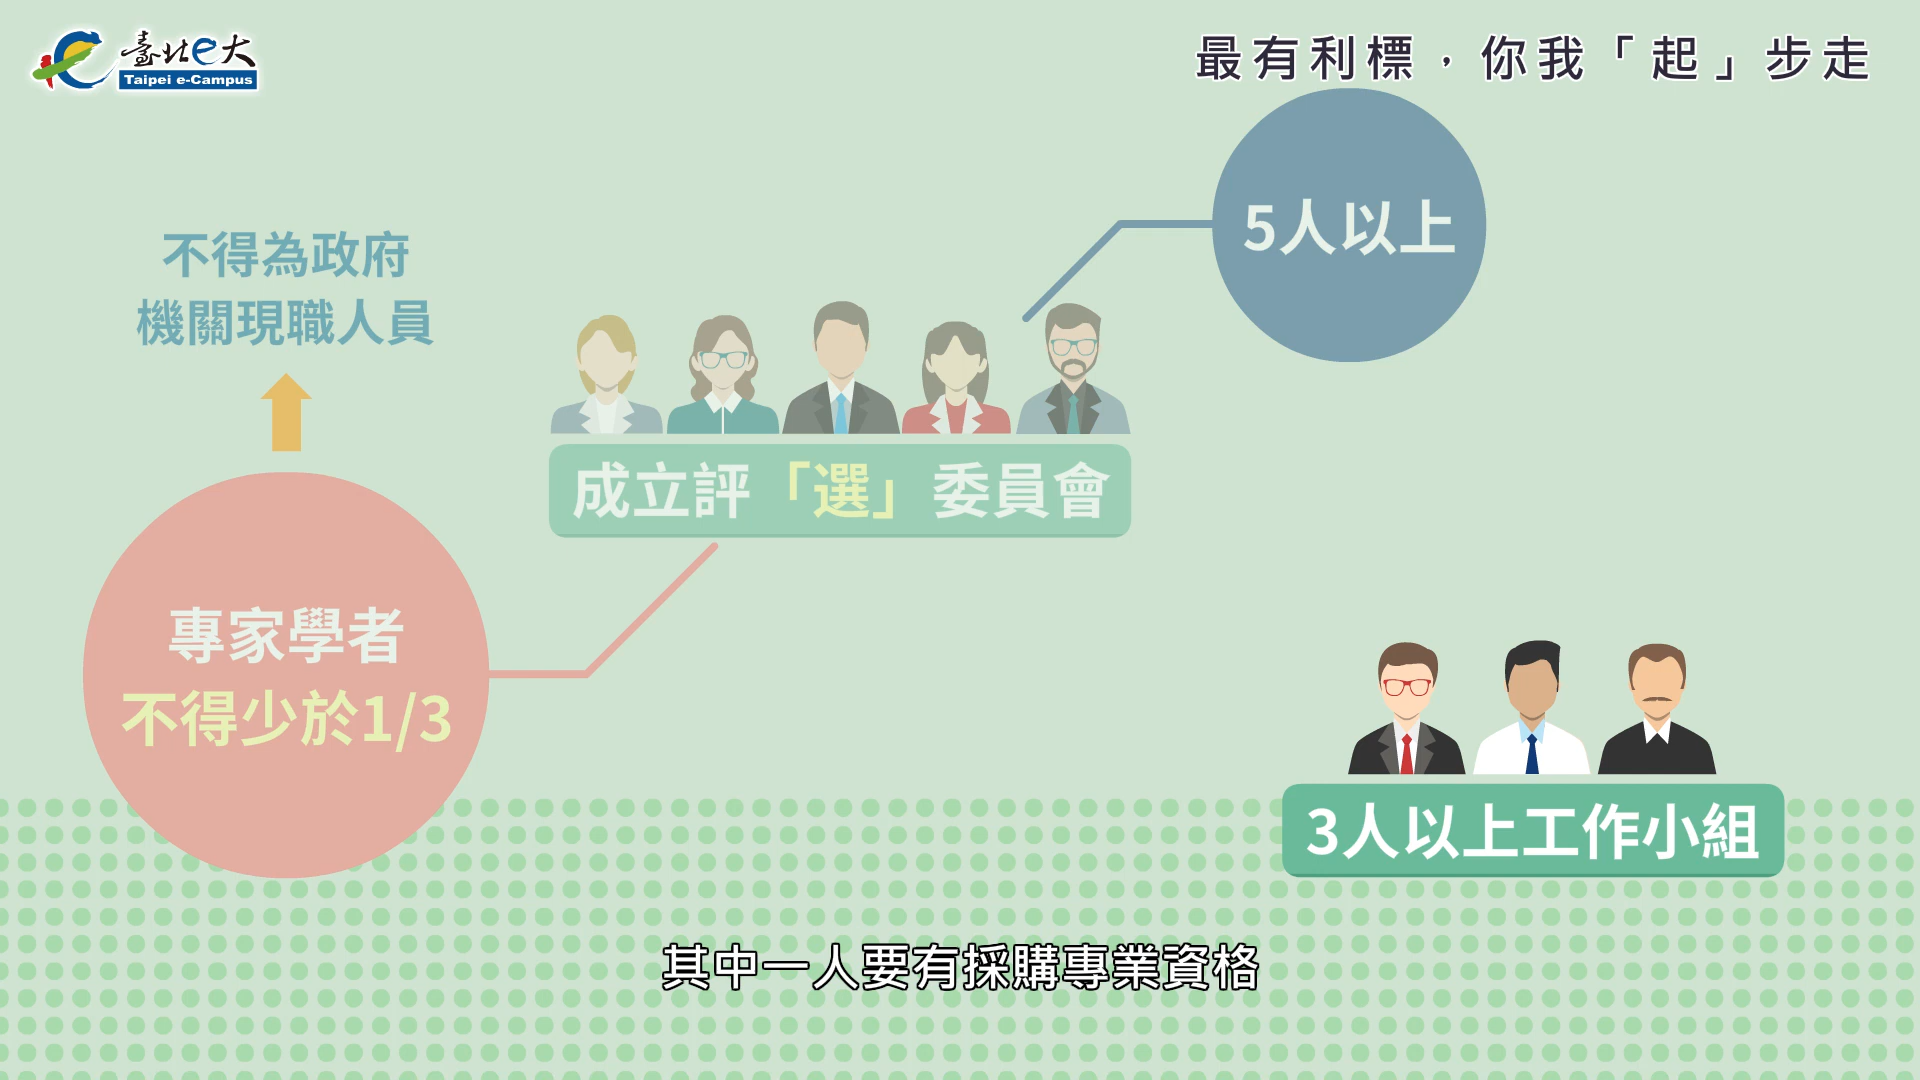 臺北e大
Taipei e-Campus
最有利標，你我「起」步走
5人以上
不得為政府
機關現職人員
成立評「選」委員會
專家學者
不得少於1/3
3人以上工作小組
其中一人要有採購專業資格